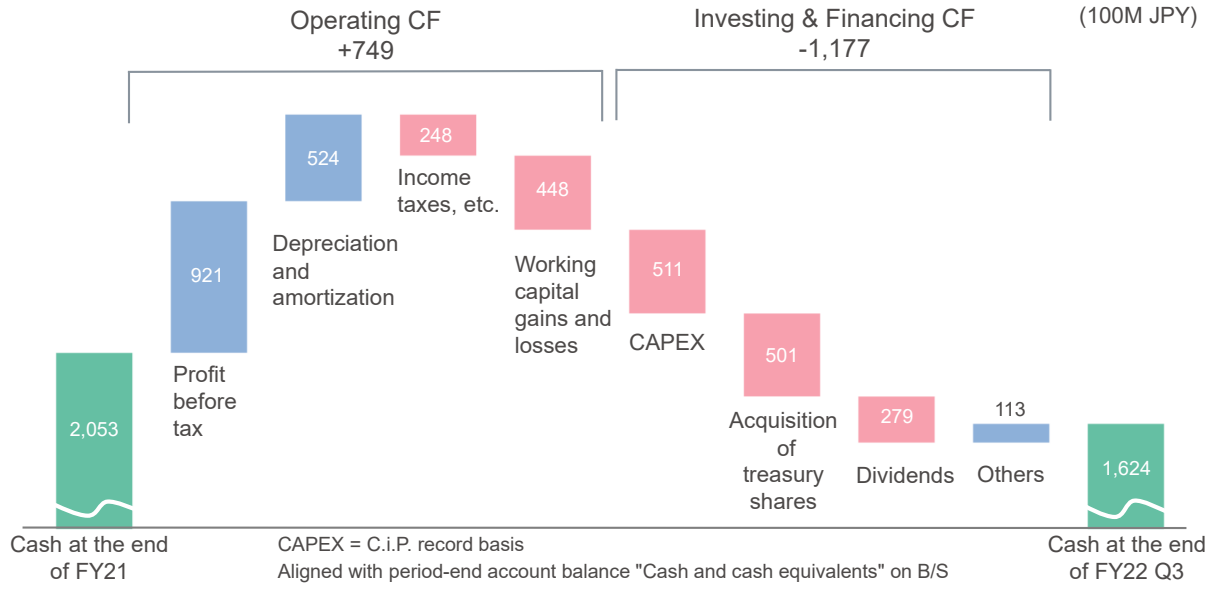 Operating CF
+749
Investing & Financing CF
-1,177
(100M JPY)
2,053
921
Profit
before
tax
524
Depreciation
and
amortization
248
Income
taxes, etc.
448
Working
capital
gains and
losses
511
CAPEX
501
Acquisition
of
treasury
shares
279
Dividends
113
Others
1,624
Cash at the end
of FY21
CAPEX = C.i.P. record basis
Aligned with period-end account balance "Cash and cash equivalents" on B/S
Cash at the end
of FY22 Q3